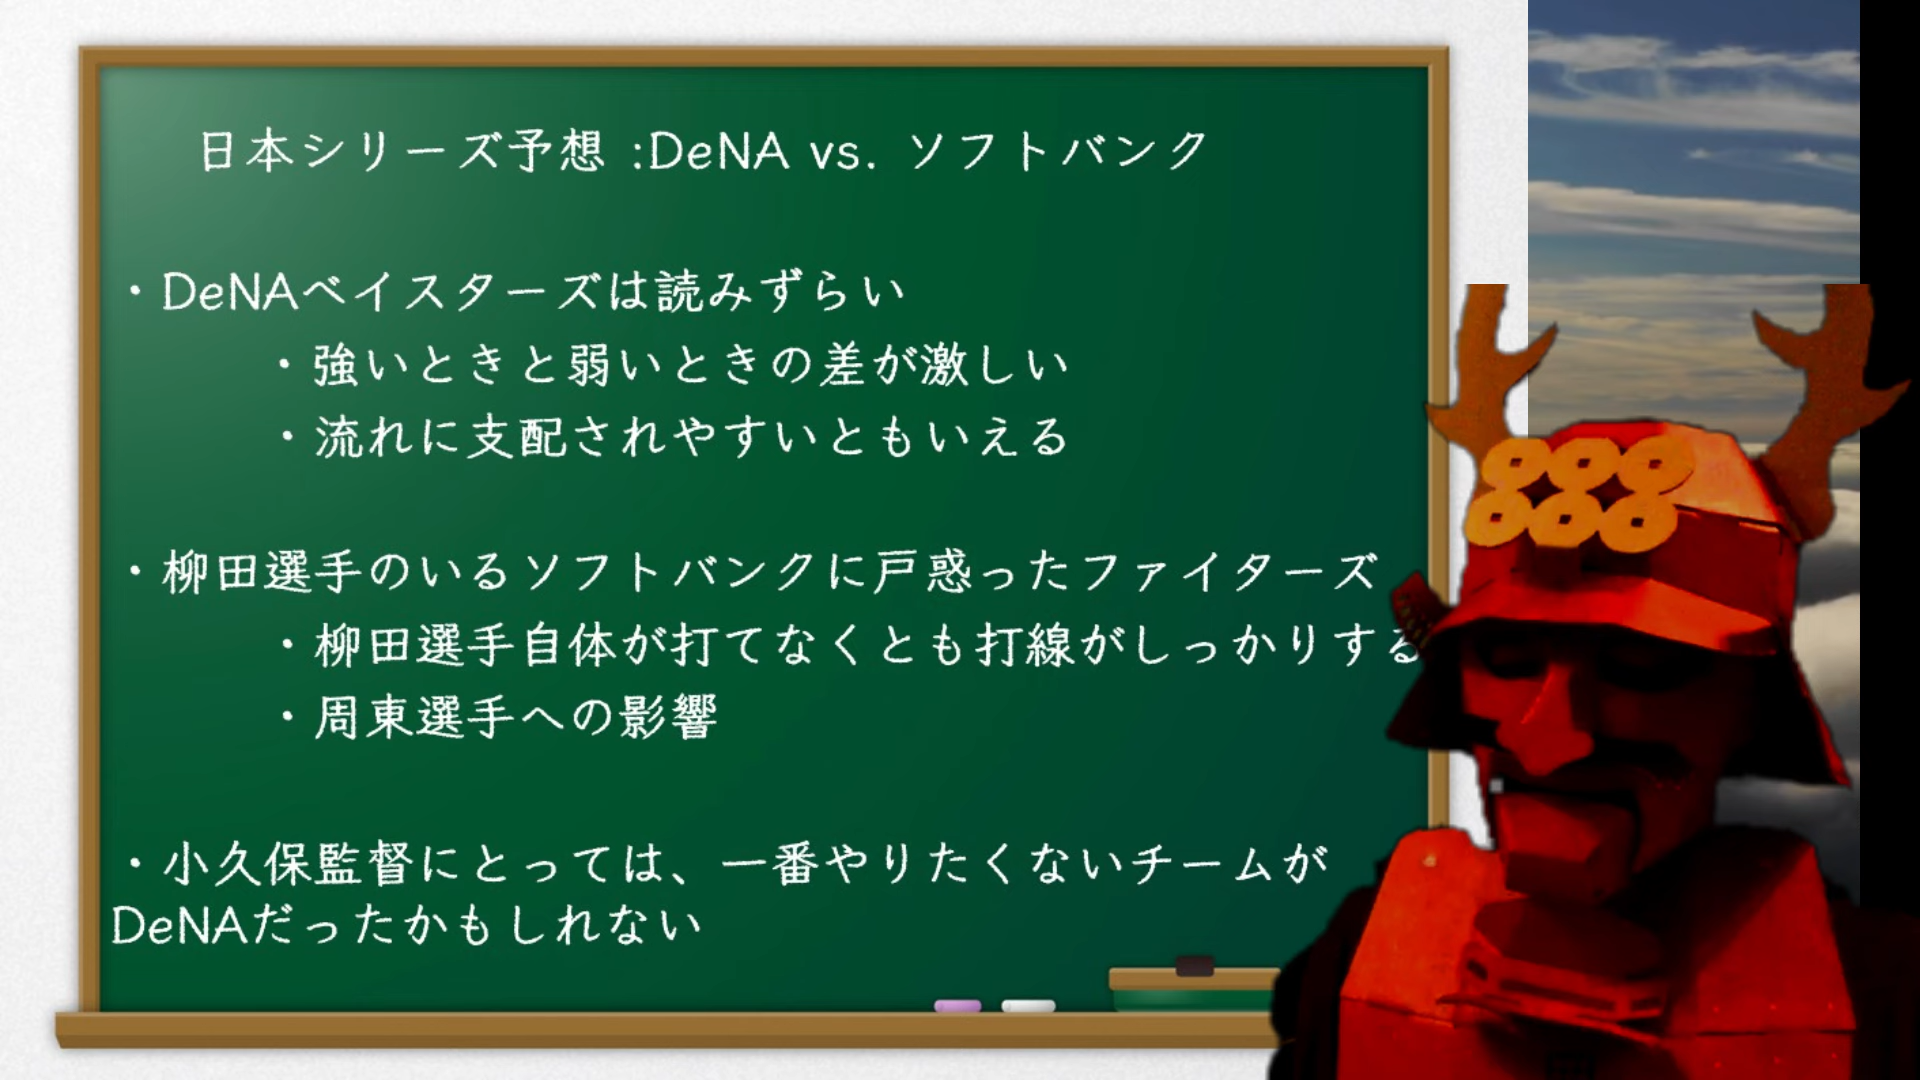 日本シリーズ予想 :DeNA vs. ソフトバンク
・DeNAベイスターズは読みずらい
・強いときと弱いときの差が激しい
・流れに支配されやすいともいえる
・柳田選手のいるソフトバンクに戸惑ったファイターズ
・柳田選手自体が打てなくとも打線がしっかりする
・周東選手への影響
・小久保監督にとっては、一番やりたくないチームが
DeNAだったかもしれない